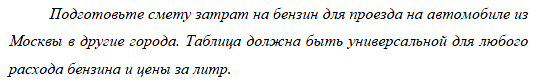 Подготовьте смету затрат на бензин для проезда на автомобиле из
Москвы в другие города. Таблица должна быть универсальной для любого
расхода бензина и цены за литр.